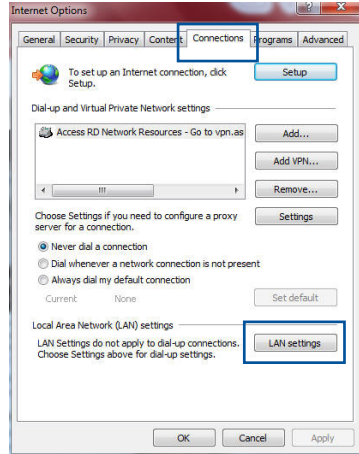 Internet Options
General Security Privacy Content Connections Programs Advanced
To set up an Internet connection, click Setup.
Setup
Dial-up and Virtual Private Network settings
Access RD Network Resources - Go to vpn.as
Add...
Add VPN...
Remove...
Choose Settings if you need to configure a proxy
server for a connection.
Settings
Never dial a connection
Dial whenever a network connection is not present
Always dial my default connection
Current None
Set default
Local Area Network (LAN) settings
LAN Settings do not apply to dial-up connections.
Choose Settings above for dial-up settings.
LAN settings
OK Cancel Apply